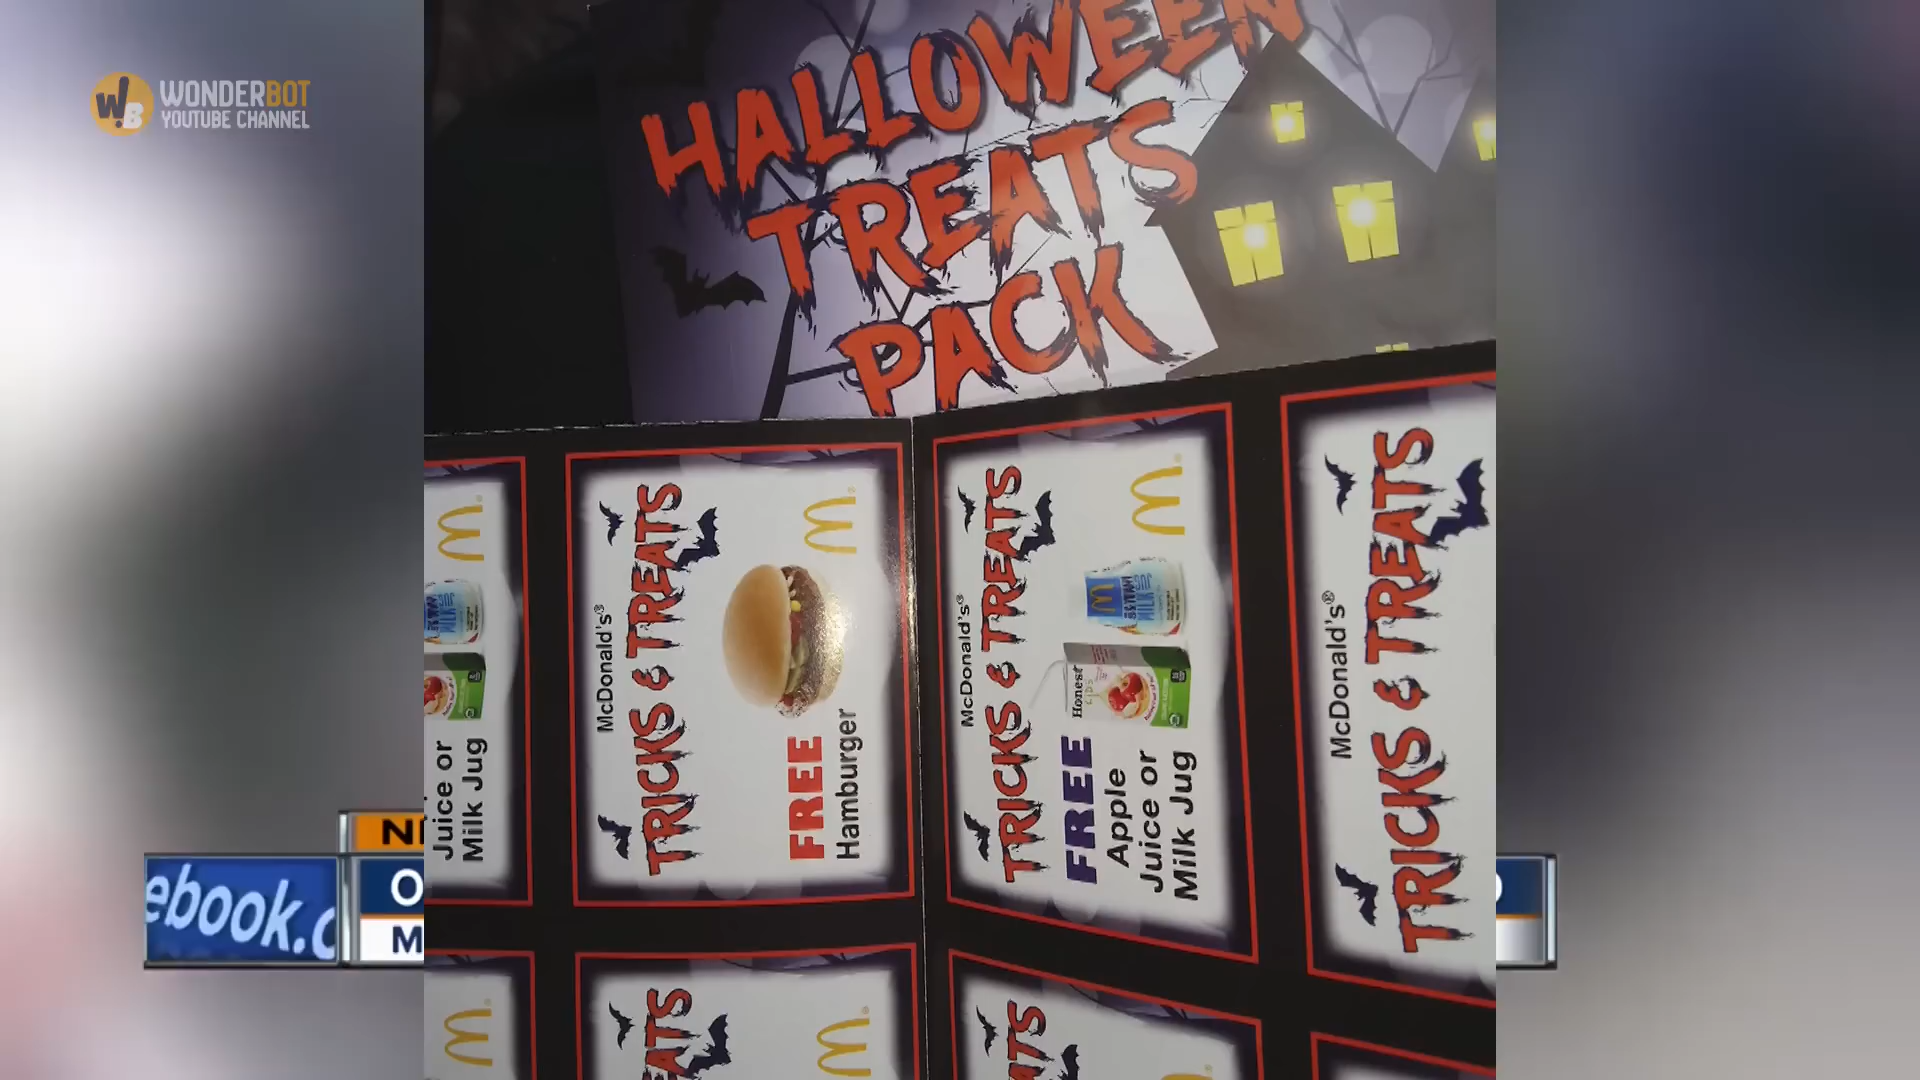 WONDERBOT
YOUTUBE CHANNEL
HALLOWEEN
TREATS
PACK
Juice or
Milk Jug
McDonald's®
TRICKS & TREATS
FREE
Hamburger
McDonald's®
TRICKS & TREATS
Honest
FREE
Apple
Juice or
Milk Jug
McDonald's®
TRICKS & TREATS
ebook.c